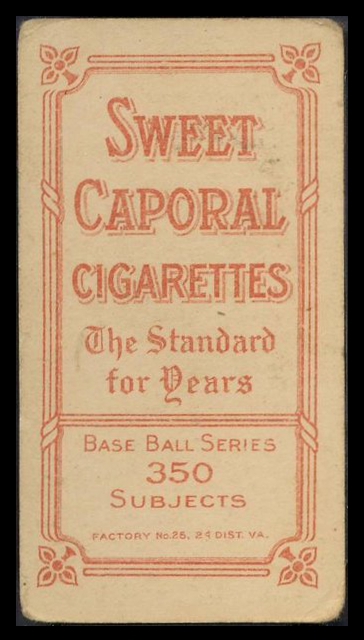 SWEET
CAPORAL
CIGARETTES
The Standard
for Years
BASE BALL SERIES
350
SUBJECTS
FACTORY No. 25, 2d DIST. VA.